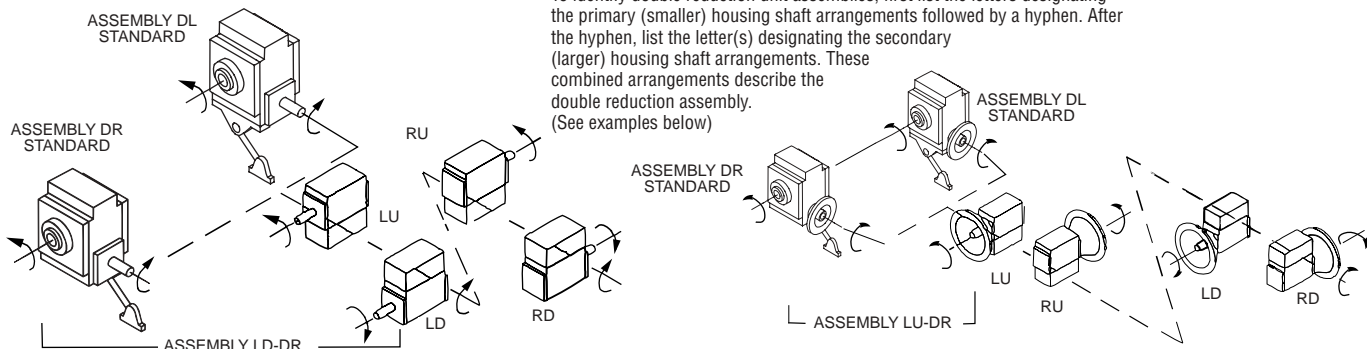 To identify double reduction unit assemblies, first list the letters designating
the primary (smaller) housing shaft arrangements followed by a hyphen. After
the hyphen, list the letter(s) designating the secondary
(larger) housing shaft arrangements. These
combined arrangements describe the
double reduction assembly.
(See examples below)
ASSEMBLY DL
STANDARD
ASSEMBLY DR
STANDARD
RU
LU
LD
RD
ASSEMBLY LD-DR
ASSEMBLY DL
STANDARD
ASSEMBLY DR
STANDARD
LU
RU
LD
RD
ASSEMBLY LU-DR